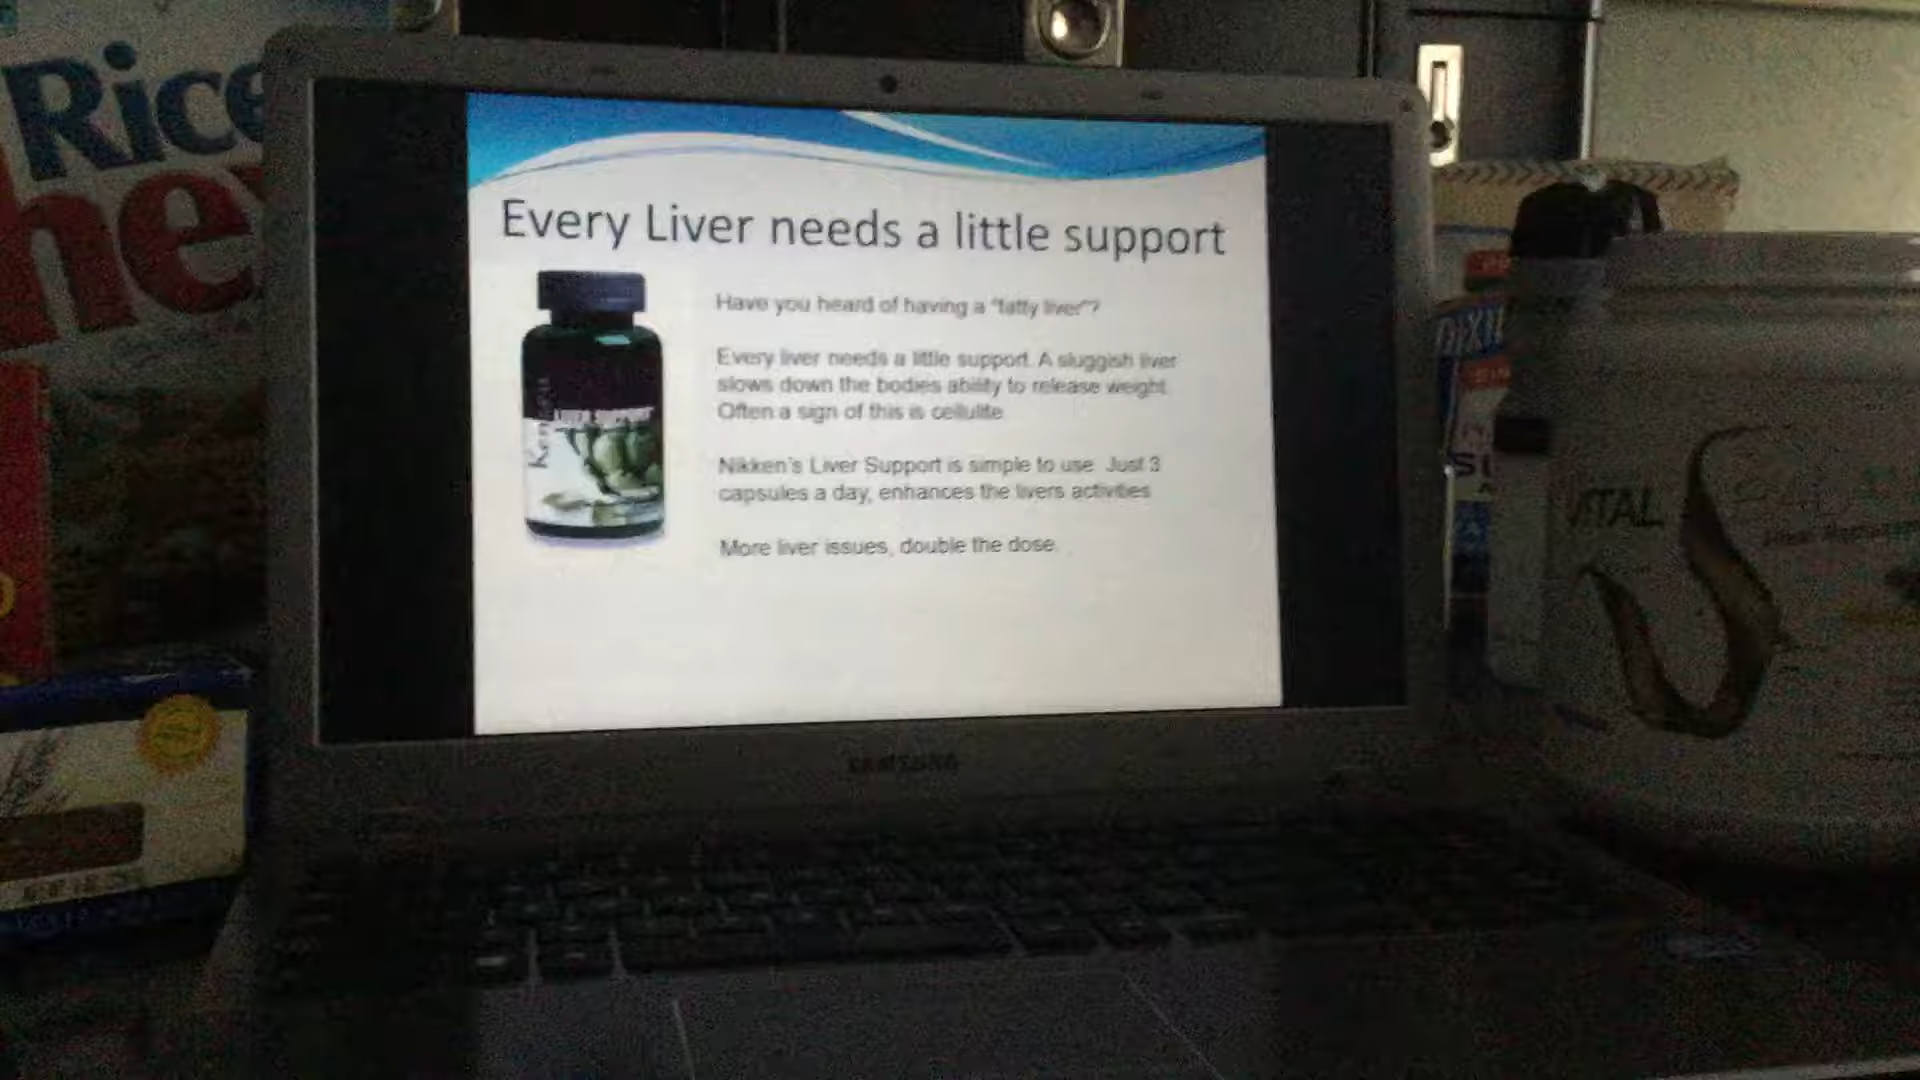 Rice
Every Liver needs a little support
Have you heard of having a "fatty liver"?
Every liver needs a little support. A sluggish liver
slows down the bodies ability to release weight.
Often a sign of this is cellulite.
Nikken's Liver Support is simple to use. Just 3
capsules a day, enhances the livers activities
More liver issues, double the dose.
SAMSUNG
VITAL